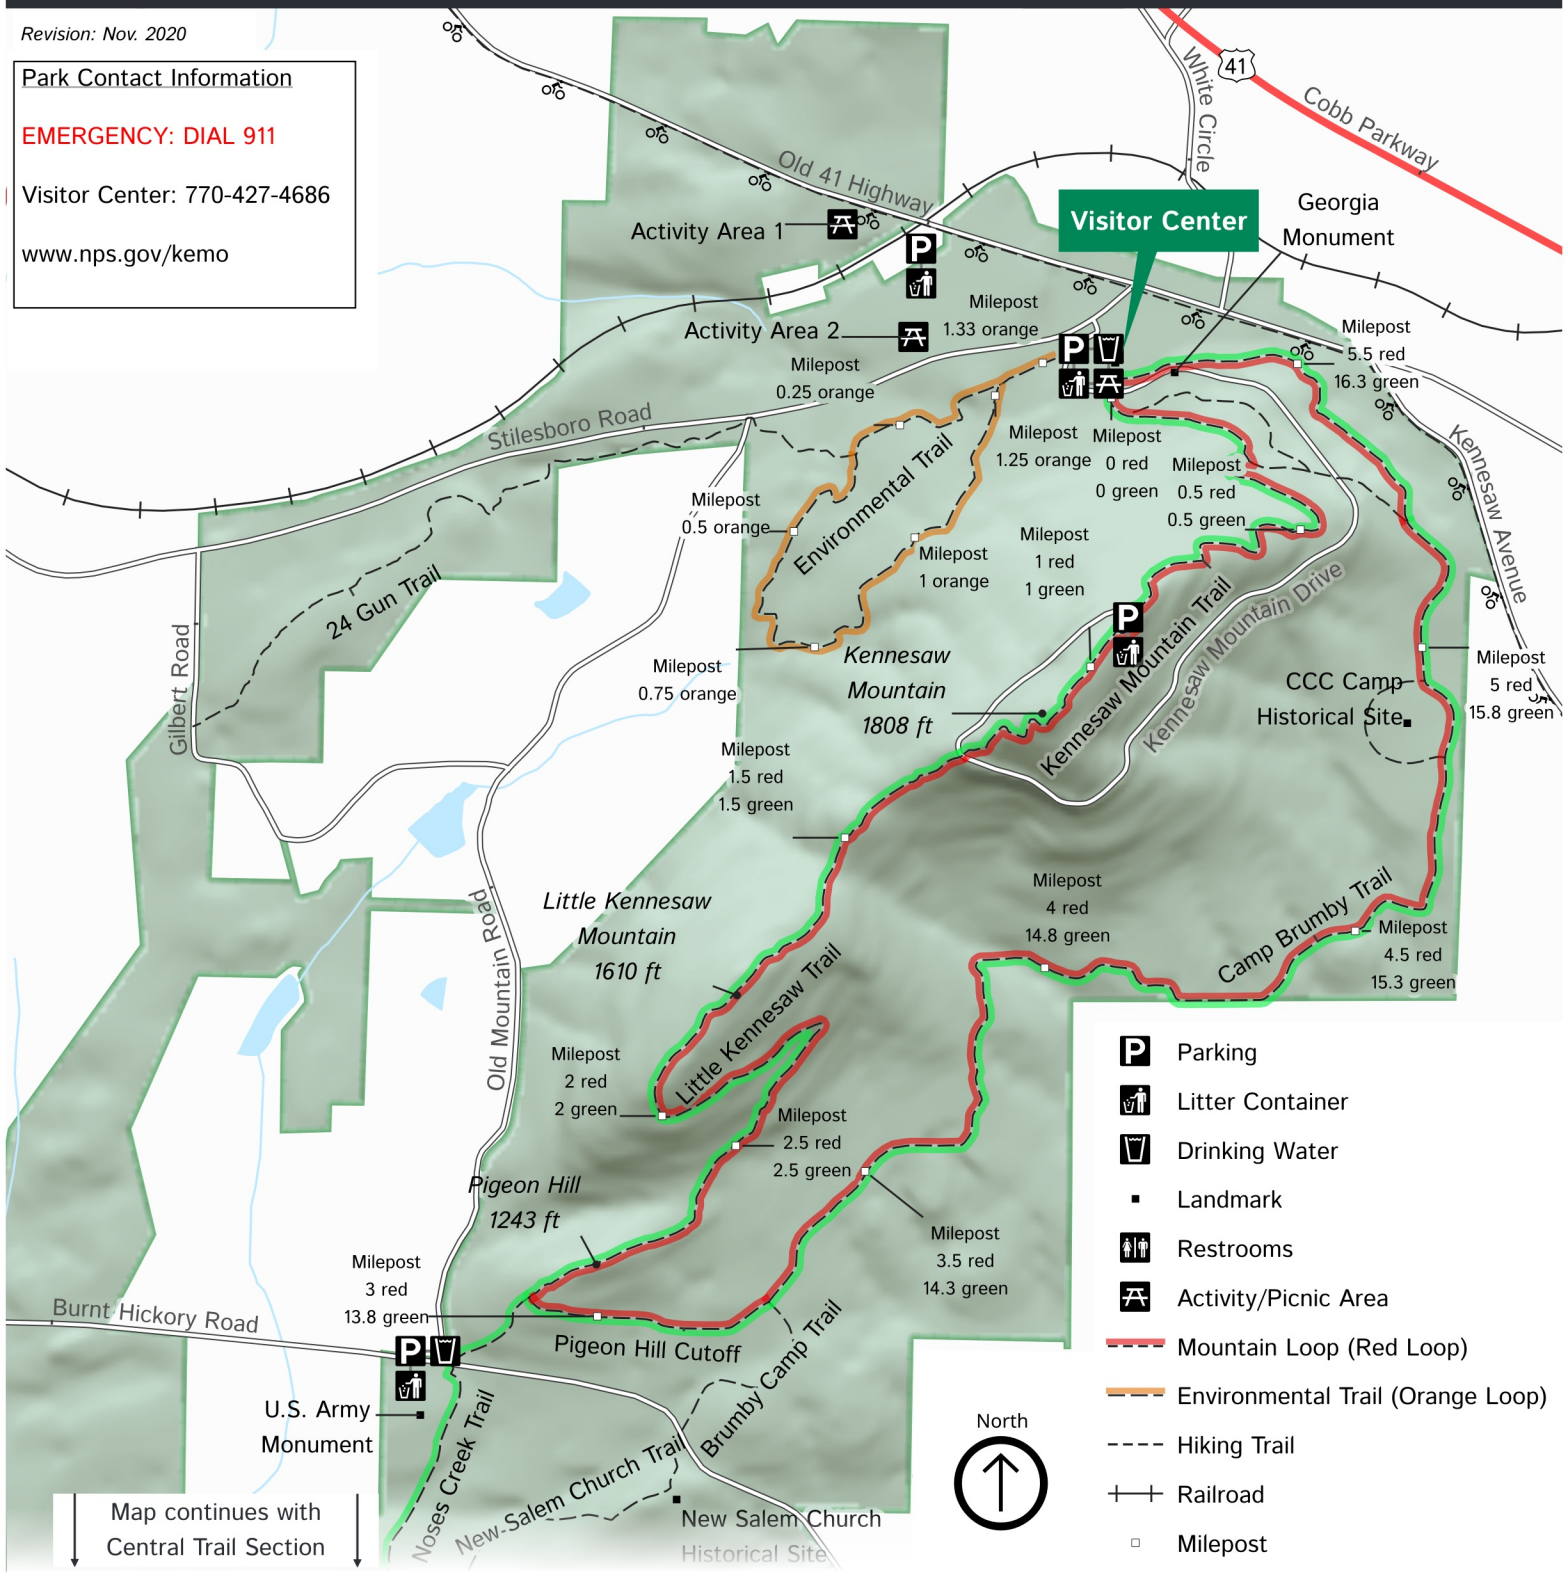 Revision: Nov. 2020
Park Contact Information
EMERGENCY: DIAL 911
Visitor Center: 770-427-4686
www.nps.gov/kemo
41
Cobb Parkway
White Circle
Old 41 Highway
Georgia
Monument
Visitor Center
Activity Area 1
P
Activity Area 2
Milepost
1.33 orange
Milepost
0.25 orange
P
Milepost
5.5 red
16.3 green
Stilesboro Road
Kennesaw Avenue
Milepost
1.25 orange
Milepost
0 red
0 green
Milepost
0.5 red
0.5 green
Milepost
0.5 orange
Environmental Trail
Milepost
1 orange
Milepost
1 red
1 green
24 Gun Trail
Gilbert Road
Milepost
0.75 orange
Kennesaw
Mountain
1808 ft
P
Kennesaw Mountain Trail
Kennesaw Mountain Drive
CCC Camp
Historical Site
Milepost
5 red
15.8 green
Milepost
1.5 red
1.5 green
Little Kennesaw
Mountain
1610 ft
Old Mountain Road
Milepost
4 red
14.8 green
Camp Brumby Trail
Milepost
4.5 red
15.3 green
Little Kennesaw Trail
Milepost
2 red
2 green
Milepost
2.5 red
2.5 green
Pigeon Hill
1243 ft
Milepost
3.5 red
14.3 green
Milepost
3 red
13.8 green
Burnt Hickory Road
Pigeon Hill Cutoff
Brumby Camp Trail
P
U.S. Army
Monument
Noses Creek Trail
New Salem Church Trail
New Salem Church
Historical Site
Map continues with
Central Trail Section
North
P
Parking
Litter Container
Drinking Water
Landmark
Restrooms
Activity/Picnic Area
Mountain Loop (Red Loop)
Environmental Trail (Orange Loop)
Hiking Trail
Railroad
Milepost